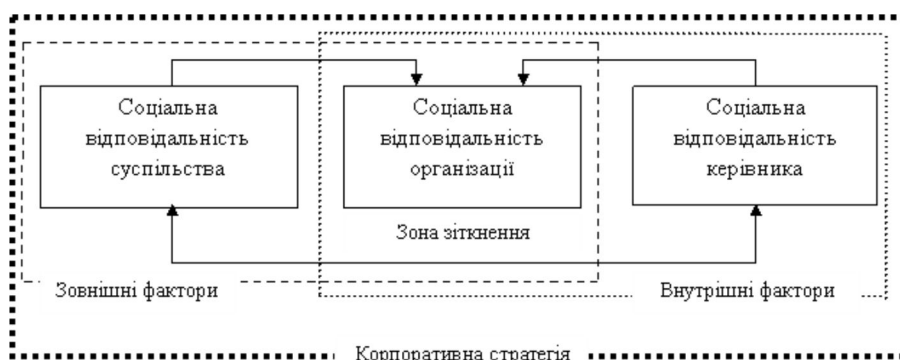 Соціальна
відповідальність
суспільства
Соціальна
відповідальність
організації
Соціальна
відповідальність
керівника
Зона зіткнення
Зовнішні фактори
Внутрішні фактори
Корпоративна стратегія